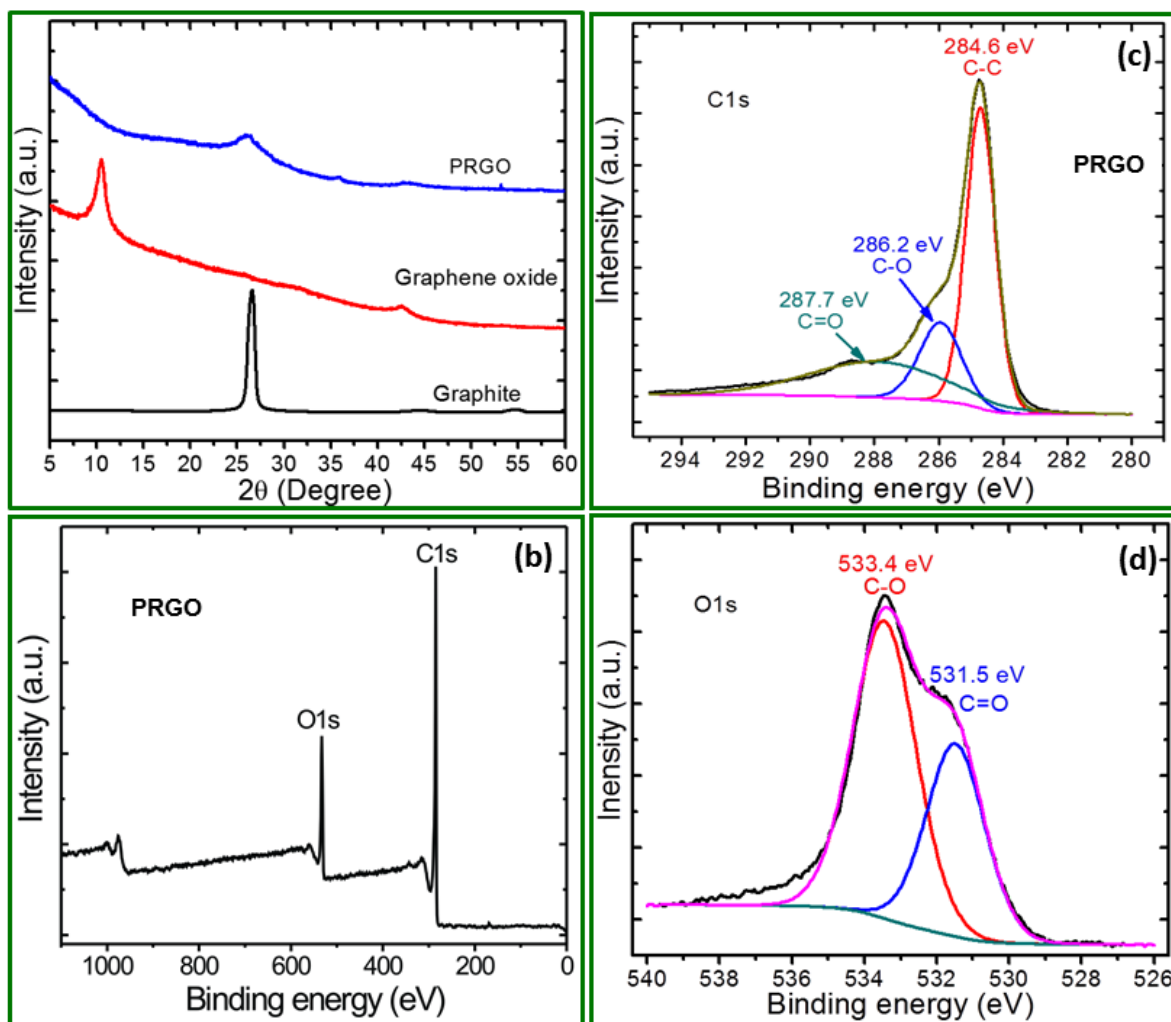 Intensity (a.u.)
PRGO
Graphene oxide
Graphite
5 10 15 20 25 30 35 40 45 50 55 60
2θ (Degree)
(c)
284.6 eV
C-C
C1s
PRGO
286.2 eV
C-O
287.7 eV
C=O
Intensity (a.u.)
294 292 290 288 286 284 282 280
Binding energy (eV)
(b)
C1s
PRGO
O1s
Intensity (a.u.)
1000 800 600 400 200 0
Binding energy (eV)
(d)
533.4 eV
C-O
O1s
531.5 eV
C=O
Inensity (a.u.)
540 538 536 534 532 530 528 526
Binding energy (eV)